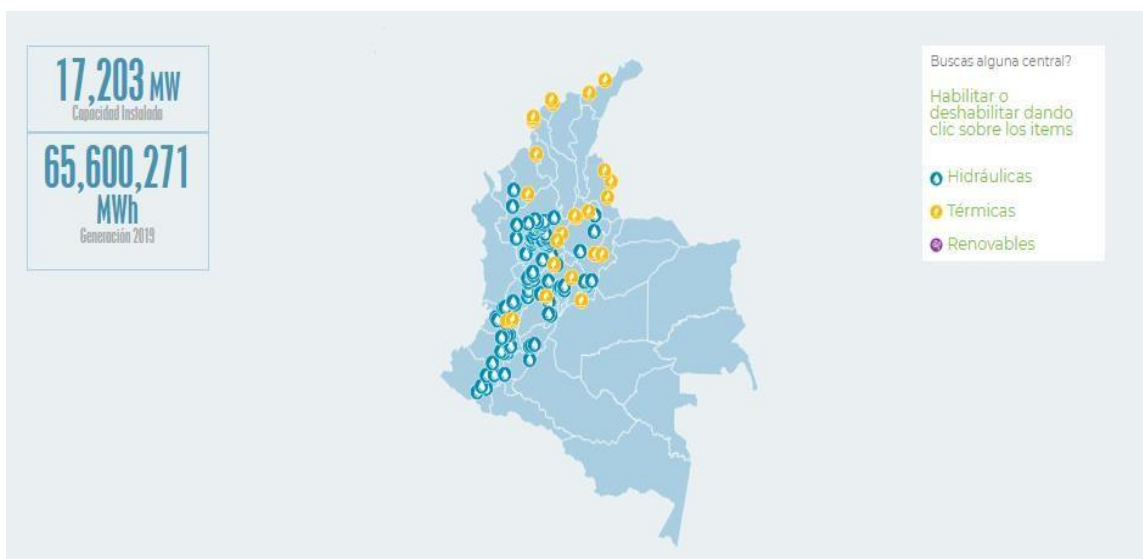 17,203 MW
Capacidad Instalada
65,600,271
MWh
Generación 2019
Buscas alguna central?
Habilitar o
deshabilitar dando
clic sobre los items
Hidráulicas
Térmicas
Renovables